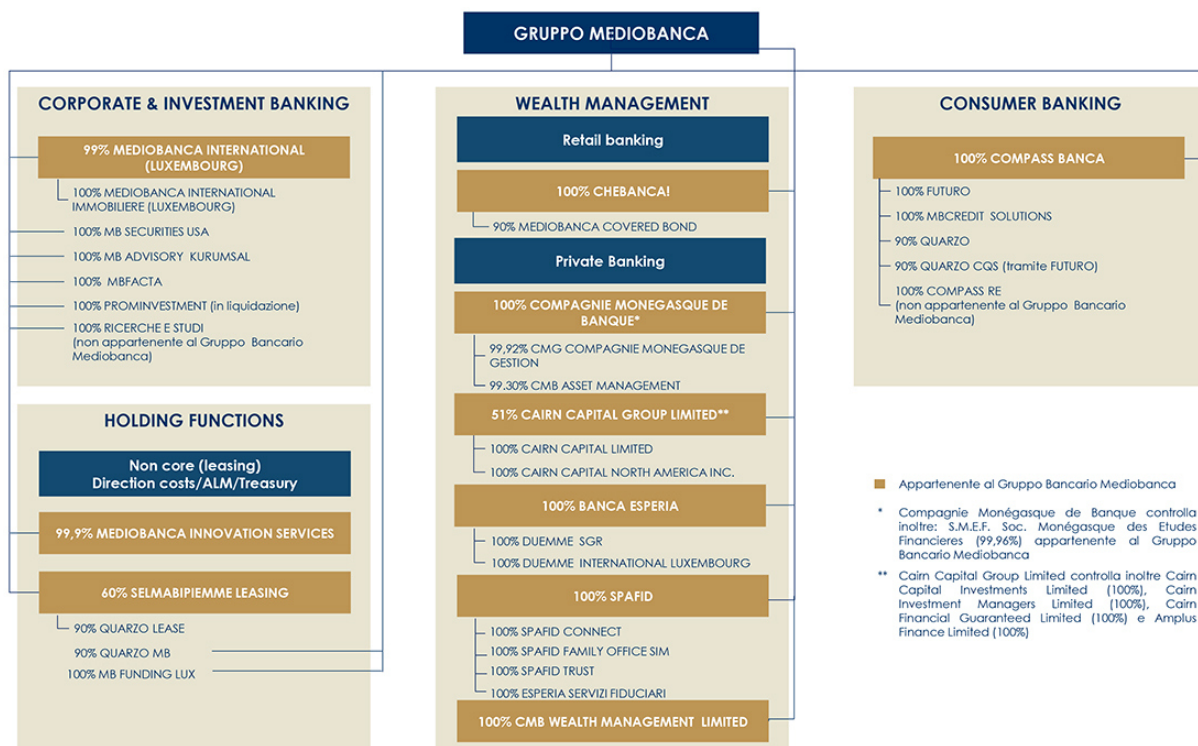 GRUPPO MEDIOBANCA
CORPORATE & INVESTMENT BANKING
99% MEDIOBANCA INTERNATIONAL
(LUXEMBOURG)
100% MEDIOBANCA INTERNATIONAL
IMMOBILIERE (LUXEMBOURG)
100% MB SECURITIES USA
100% MB ADVISORY KURUMSAL
100% MBFACTA
100% PROMINVESTMENT (in liquidazione)
100% RICERCHE E STUDI
(non appartenente al Gruppo Bancario
Mediobanca)
HOLDING FUNCTIONS
Non core (leasing)
Direction costs/ALM/Treasury
99,9% MEDIOBANCA INNOVATION SERVICES
60% SELMABIPIEMME LEASING
90% QUARZO LEASE
90% QUARZO MB
100% MB FUNDING LUX
WEALTH MANAGEMENT
Retail banking
100% CHEBANCA!
90% MEDIOBANCA COVERED BOND
Private Banking
100% COMPAGNIE MONEGASQUE DE
BANQUE*
99,92% CMG COMPAGNIE MONEGASQUE DE
GESTION
99.30% CMB ASSET MANAGEMENT
51% CAIRN CAPITAL GROUP LIMITED**
100% CAIRN CAPITAL LIMITED
100% CAIRN CAPITAL NORTH AMERICA INC.
100% BANCA ESPERIA
100% DUEMME SGR
100% DUEMME INTERNATIONAL LUXEMBOURG
100% SPAFID
100% SPAFID CONNECT
100% SPAFID FAMILY OFFICE SIM
100% SPAFID TRUST
100% ESPERIA SERVIZI FIDUCIARI
100% CMB WEALTH MANAGEMENT LIMITED
CONSUMER BANKING
100% COMPASS BANCA
100% FUTURO
100% MBCREDIT SOLUTIONS
90% QUARZO
90% QUARZO CQS (tramite FUTURO)
100% COMPASS RE
(non appartenente al Gruppo Bancario
Mediobanca)
Appartenente al Gruppo Bancario Mediobanca
* Compagnie Monégasque de Banque controlla
inoltre: S.M.E.F. Soc. Monégasque des Etudes
Financieres (99,96%) appartenente al Gruppo
Bancario Mediobanca
** Cairn Capital Group Limited controlla inoltre Cairn
Capital Investments Limited (100%), Cairn
Investment Managers Limited (100%), Cairn
Financial Guaranteed Limited (100%) e Amplus
Finance Limited (100%)